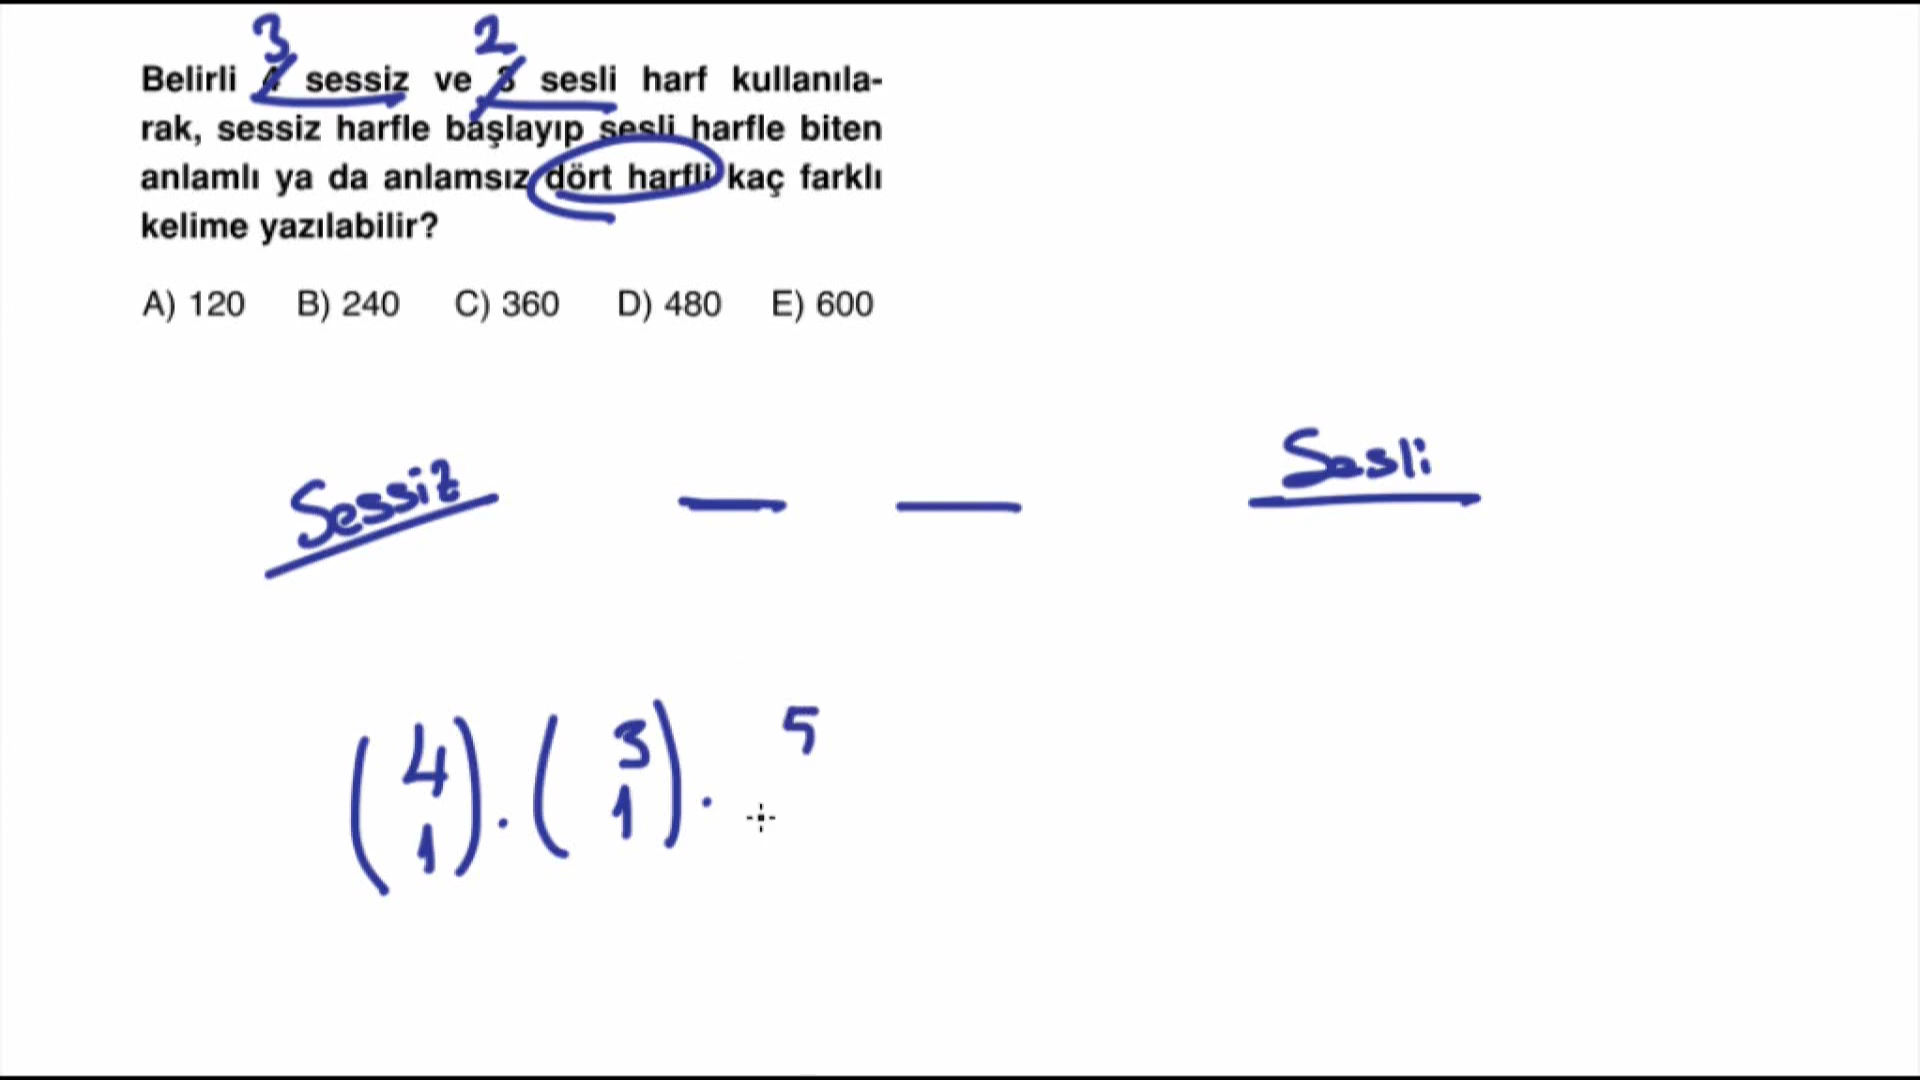 3 2
Belirli 4 sessiz ve 3 sesli harf kullanıla-
rak, sessiz harfle başlayıp sesli harfle biten
anlamlı ya da anlamsız dört harfli kaç farklı
kelime yazılabilir?
A) 120 B) 240 C) 360 D) 480 E) 600
Sessiz Sesli
(4 1) . (3 1) . 5